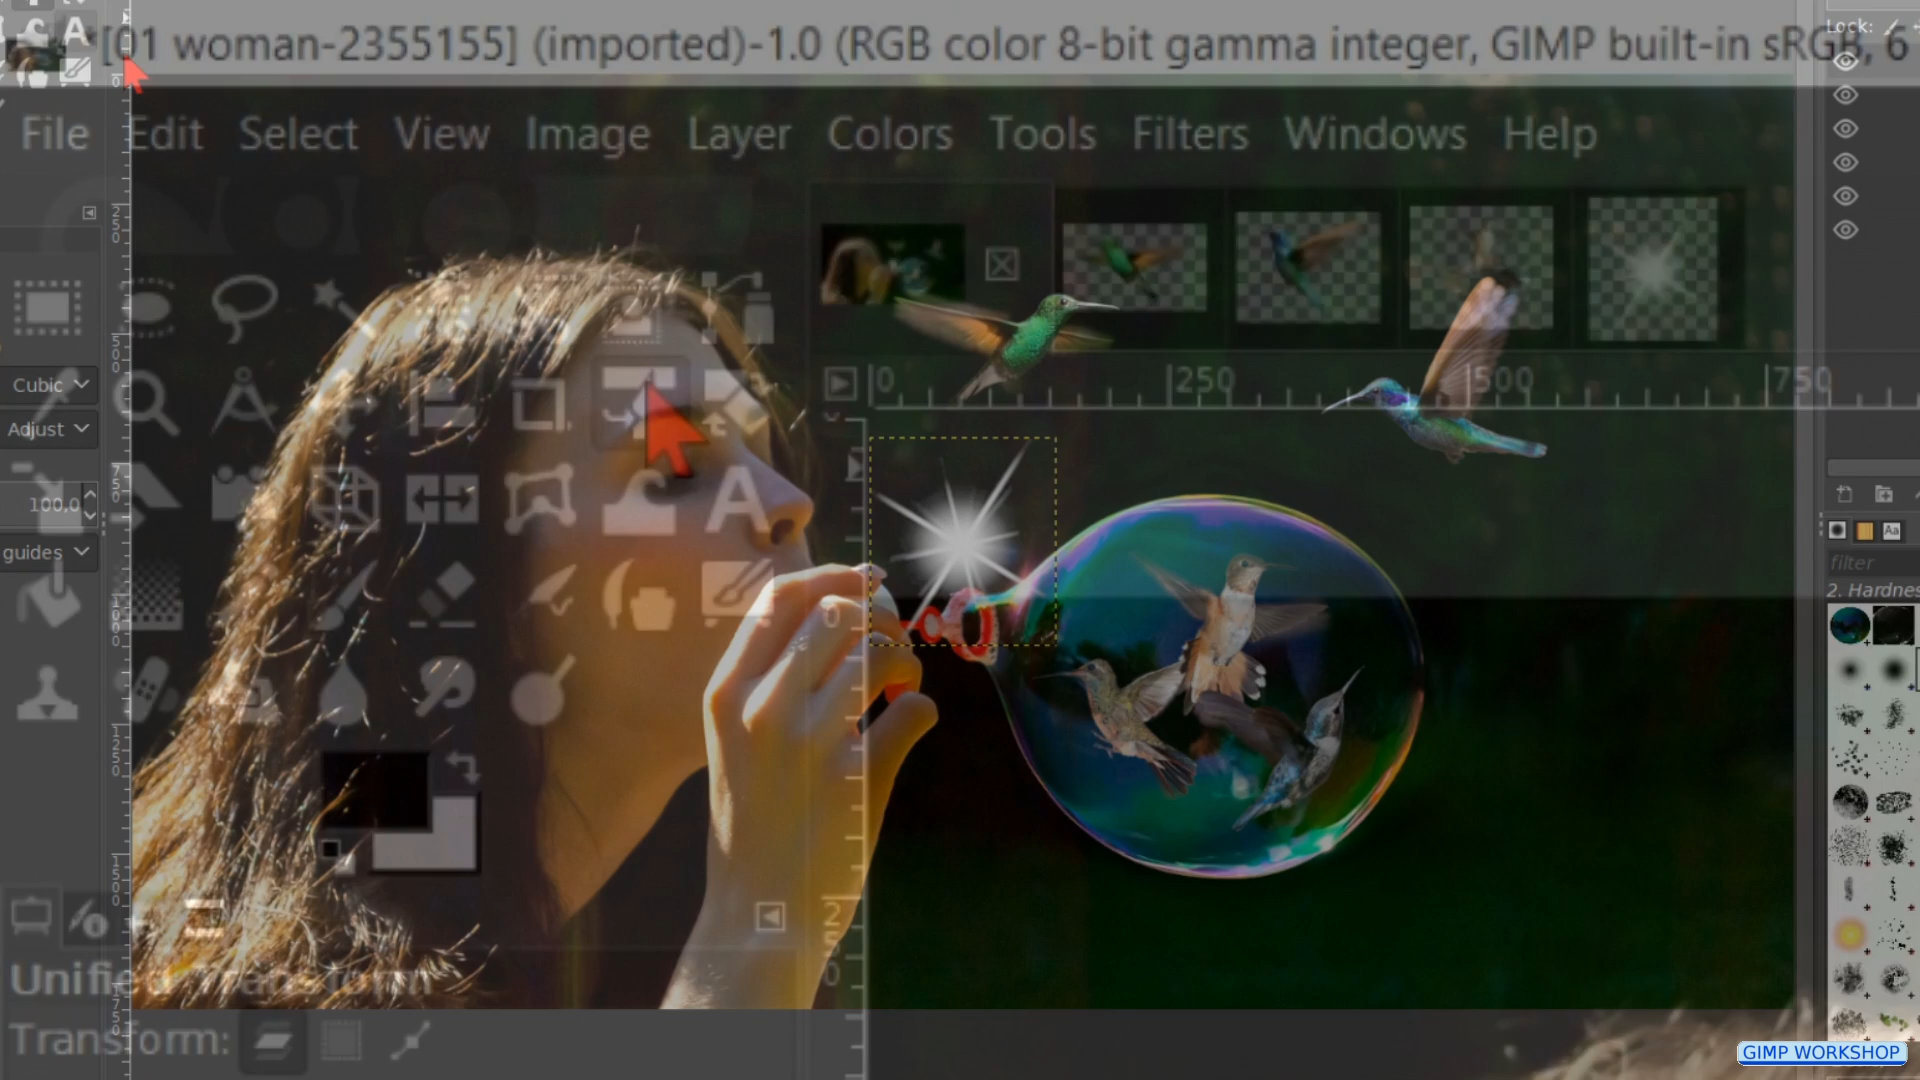 *[01 woman-2355155] (imported)-1.0 (RGB color 8-bit gamma integer, GIMP built-in sRGB, 6
Lock:
File Edit Select View Image Layer Colors Tools Filters Windows Help
Cubic
Adjust
100,0
guides
0 250 500 750
filter
2. Hardnes
Unified Transform
Transform:
GIMP WORKSHOP